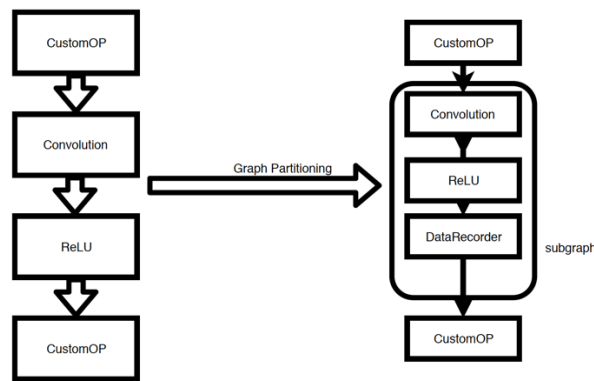 CustomOP
Convolution
ReLU
CustomOP
Graph Partitioning
CustomOP
Convolution
ReLU
DataRecorder
subgraph
CustomOP